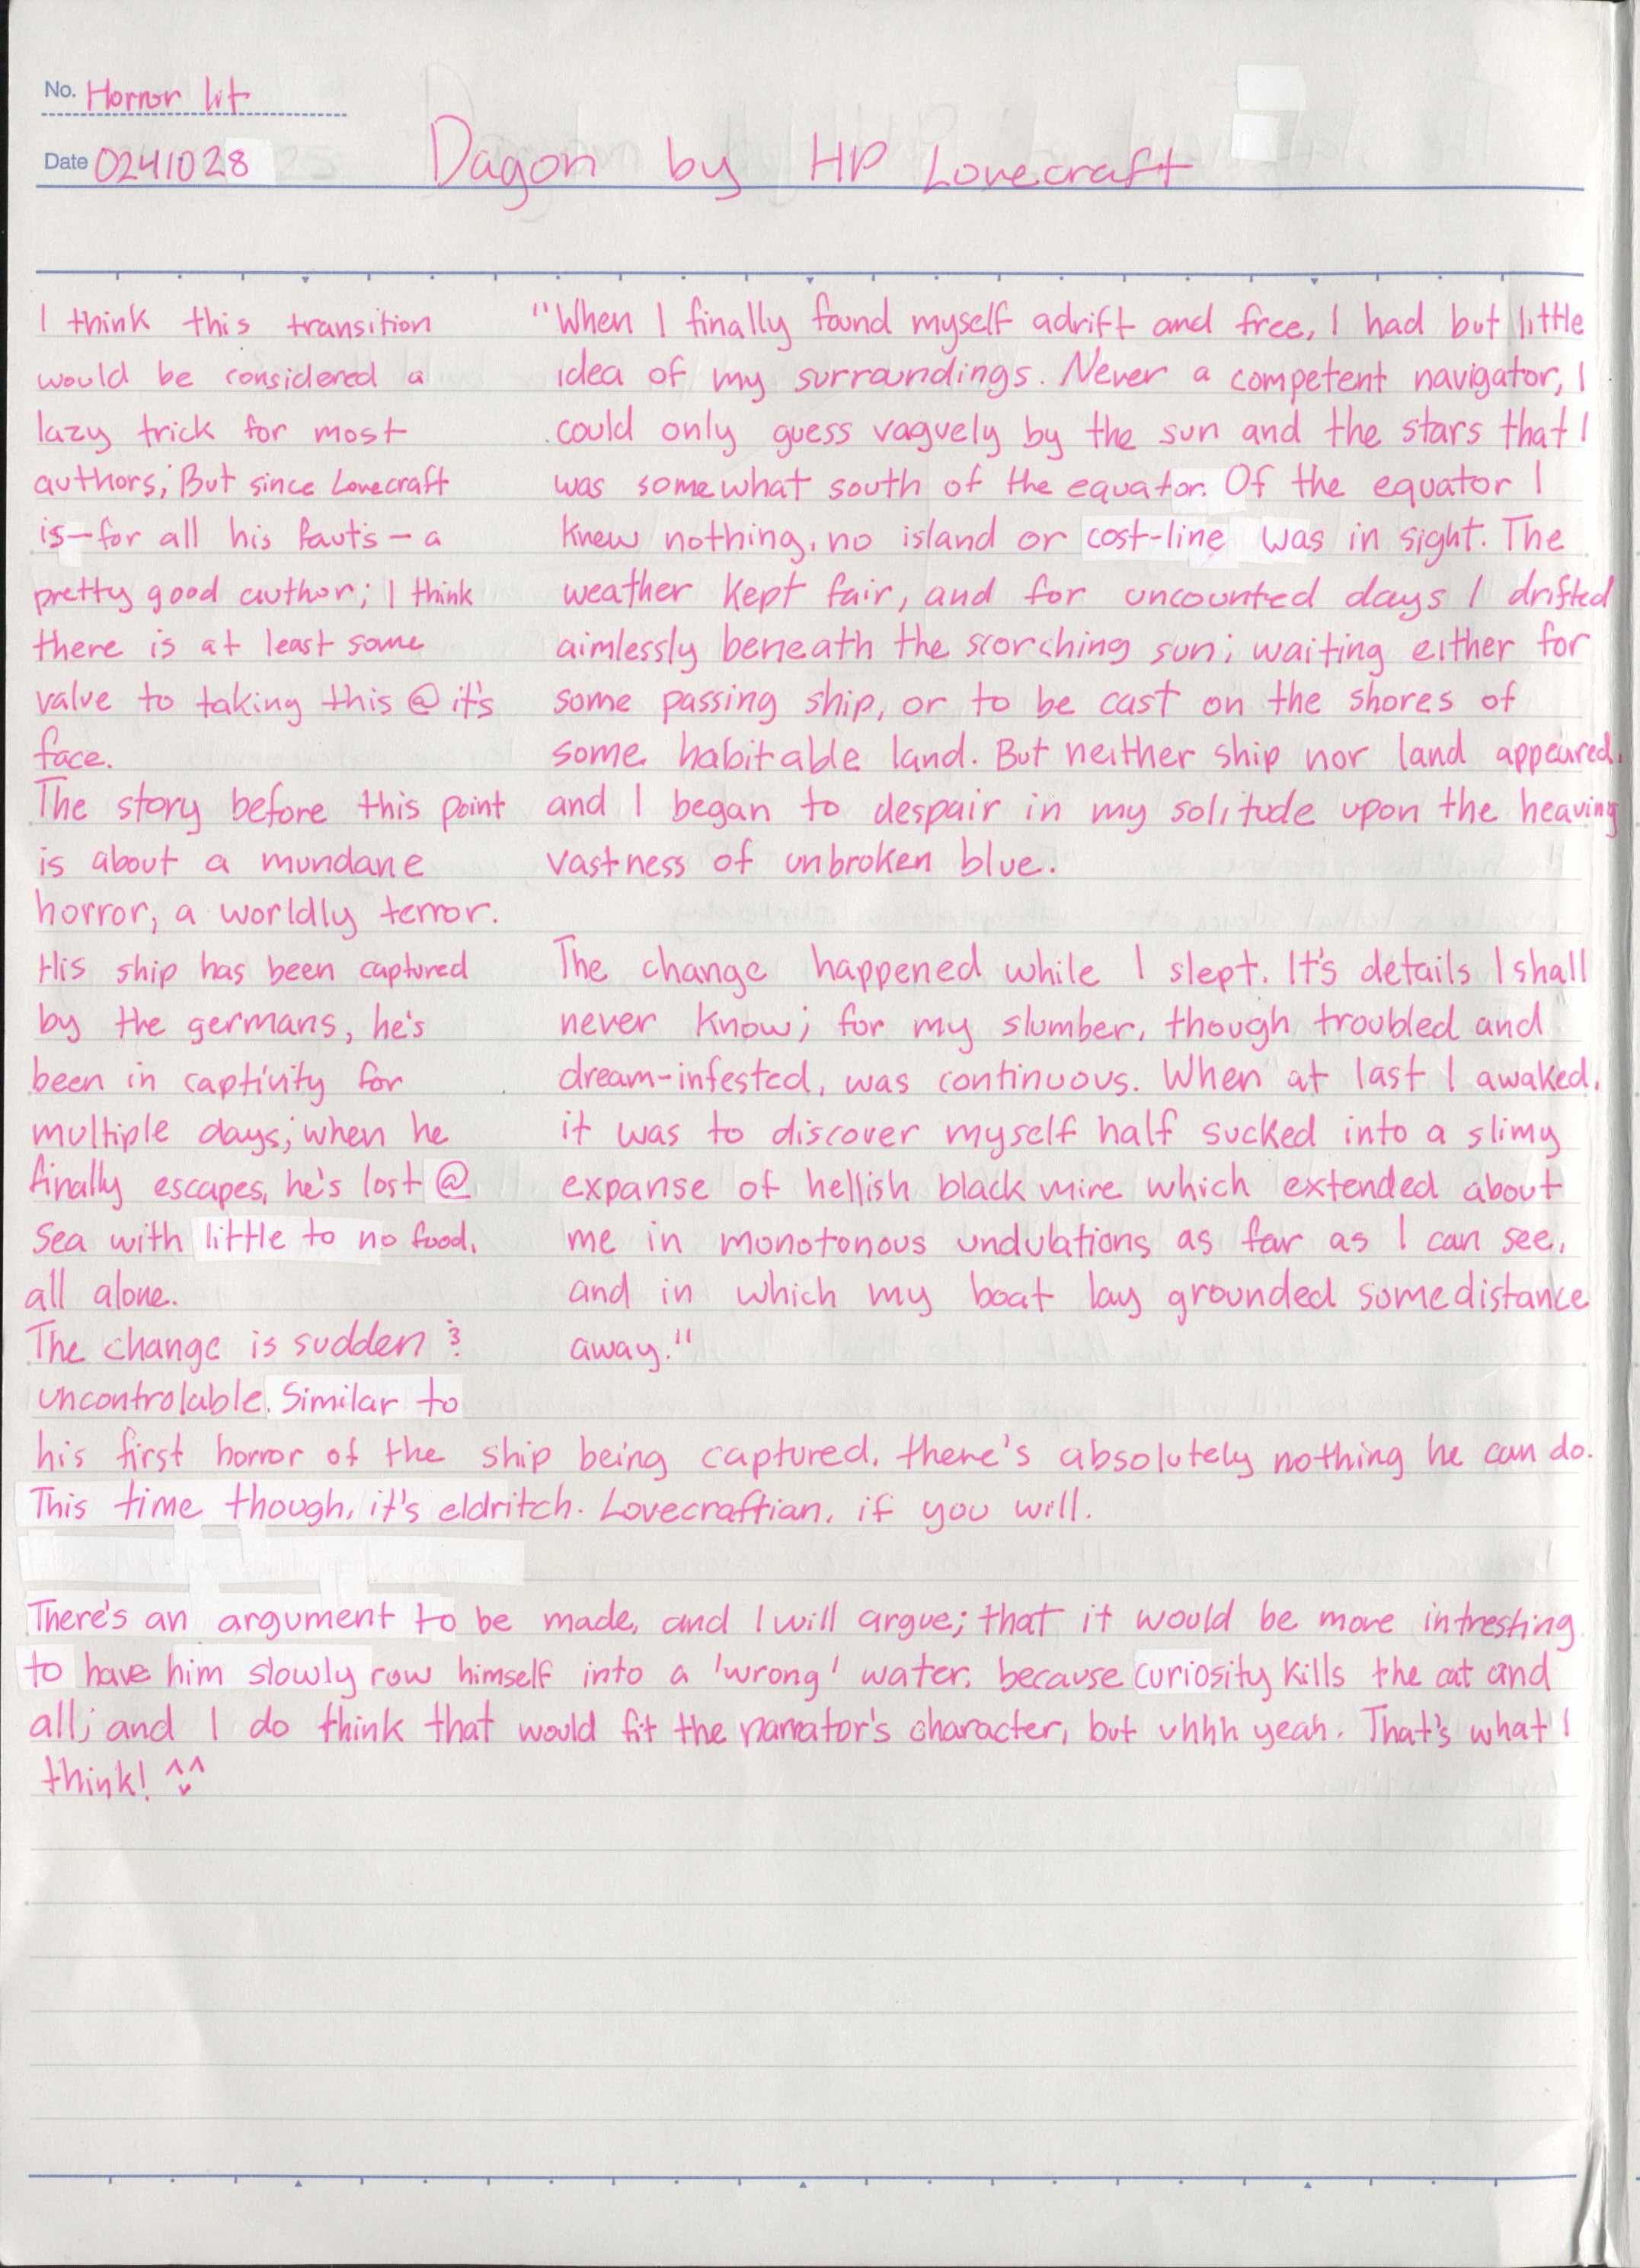 No. Horror lit
Date 0241028
Dagon by HP Lovecraft
I think this transition
would be considered a
lazy trick for most
authors; But since Lovecraft
is—for all his fauts—a
pretty good author; I think
there is at least some
value to taking this @ it's
face.
The story before this point
is about a mundane
horror, a worldly terror.
His ship has been captured
by the germans, he's
been in captivity for
multiple days; when he
finally escapes, he's lost @
Sea with little to no food,
all alone.
The change is sudden &
uncontrolable. Similar to
his first horror of the ship being captured, there's absolutely nothing he can do.
This time though, it's eldritch. Lovecraftian, if you will.
"When I finally found myself adrift and free, I had but little
idea of my surroundings. Never a competent navigator, I
could only guess vaguely by the sun and the stars that I
was somewhat south of the equator. Of the equator I
knew nothing, no island or cost-line was in sight. The
weather kept fair, and for uncounted days I drifted
aimlessly beneath the scorching sun; waiting either for
some passing ship, or to be cast on the shores of
some habitable land. But neither ship nor land appeared,
and I began to despair in my solitude upon the heaving
vastness of unbroken blue.
The change happened while I slept. It's details I shall
never know; for my slumber, though troubled and
dream-infested, was continuous. When at last I awaked,
it was to discover myself half sucked into a slimy
expanse of hellish black mire which extended about
me in monotonous undulations as far as I can see,
and in which my boat lay grounded some distance
away."
There's an argument to be made, and I will argue; that it would be more intresting
to have him slowly row himself into a 'wrong' water, because curiosity kills the cat and
all; and I do think that would fit the narrator's character, but uhhh yeah. That's what I
think! ^v^